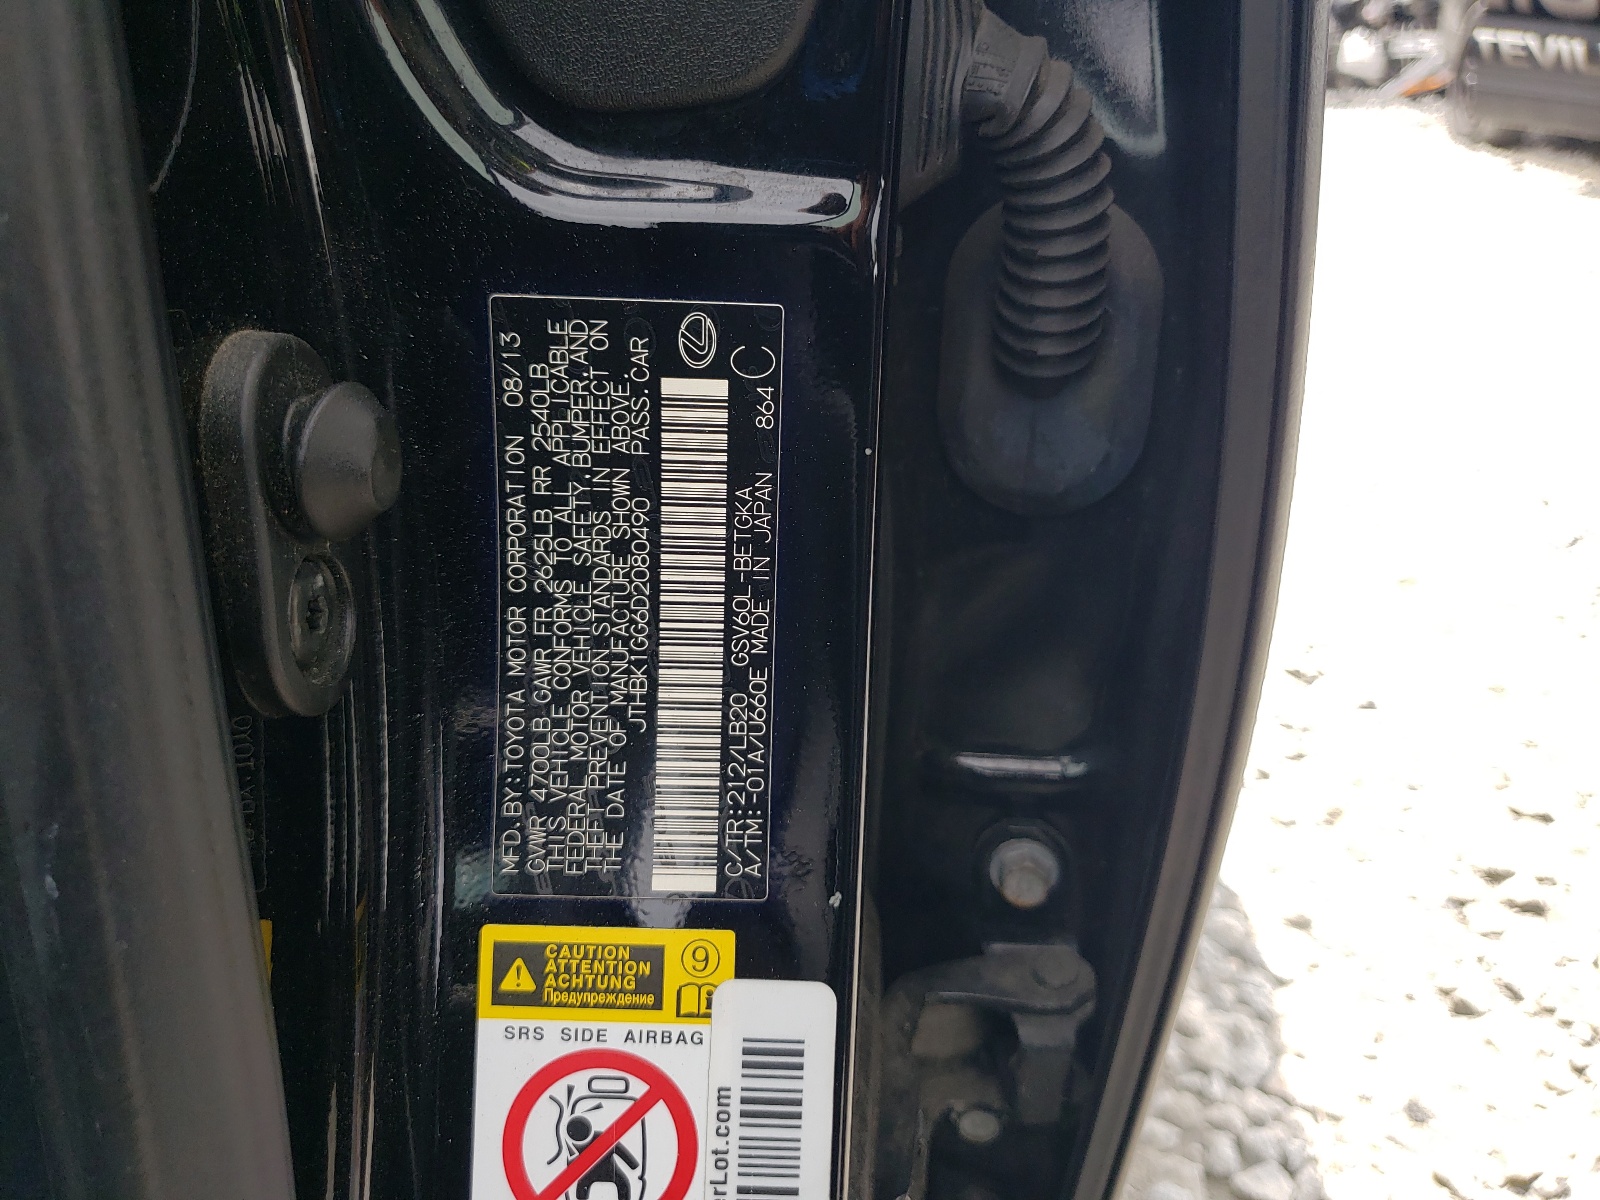 MFD.BY:TOYOTA MOTOR CORPORATION 08/13
GVWR 4700LB GAWR FR 2625LB RR 2540LB
THIS VEHICLE CONFORMS TO ALL APPLICABLE
FEDERAL MOTOR VEHICLE SAFETY,BUMPER,AND
THEFT PREVENTION STANDARDS IN EFFECT ON
THE DATE OF MANUFACTURE SHOWN ABOVE.
JTHBK1GG6D2080490 PASS.CAR
C/TR:212/LB20 GSV60L-BETGKA 864 C
A/TM:-01A/U660E MADE IN JAPAN
CAUTION
ATTENTION
ACHTUNG
Предупреждение
9
SRS SIDE AIRBAG
erLot.com
TEVIL